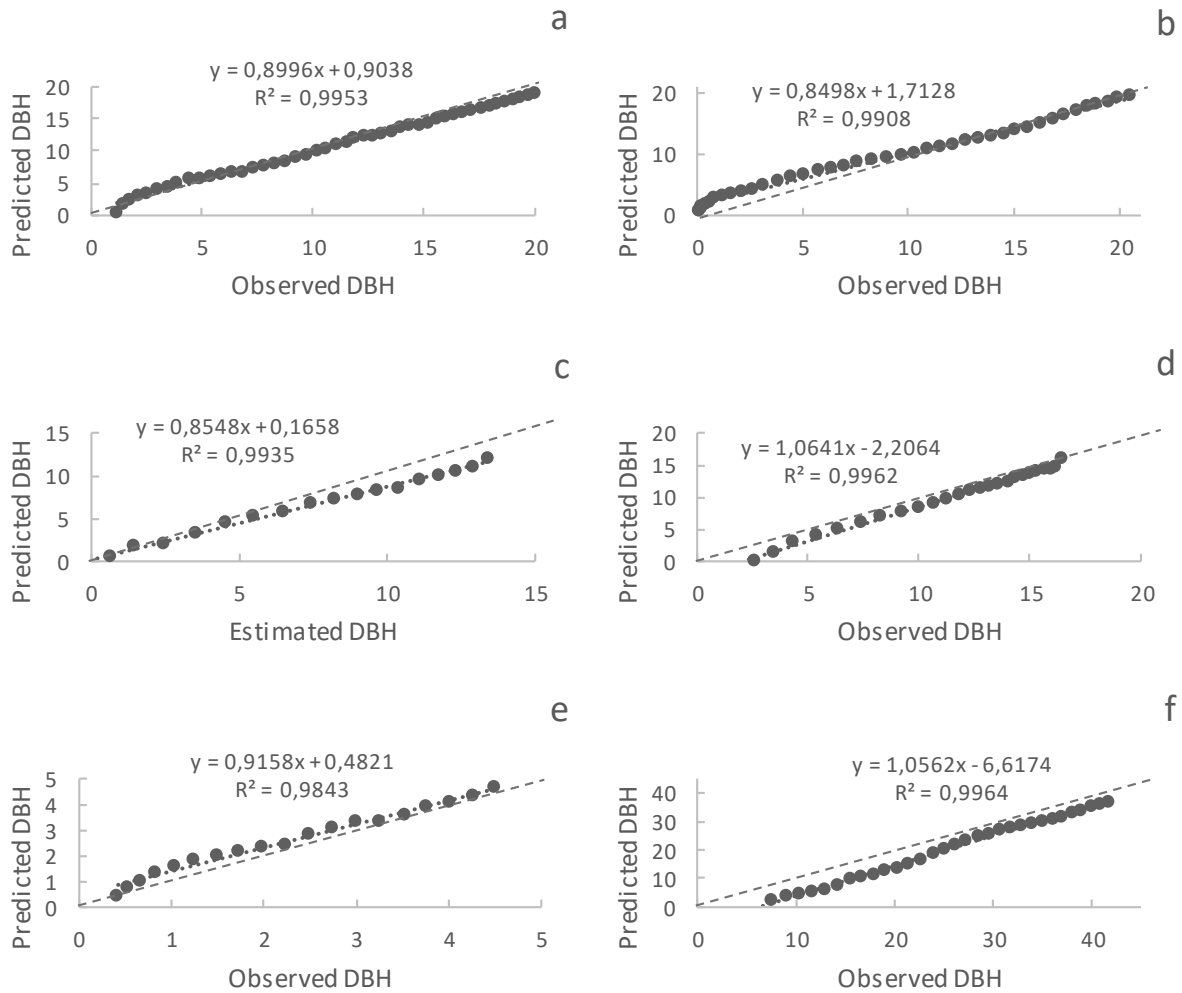 a
y = 0,8996x + 0,9038
R² = 0,9953
Predicted DBH
20
15
10
5
0
0 5 10 15 20
Observed DBH
b
y = 0,8498x + 1,7128
R² = 0,9908
Predicted DBH
20
10
0
0 5 10 15 20
Observed DBH
c
y = 0,8548x + 0,1658
R² = 0,9935
Predicted DBH
15
10
5
0
0 5 10 15
Estimated DBH
d
y = 1,0641x - 2,2064
R² = 0,9962
Predicted DBH
20
15
10
5
0
0 5 10 15 20
Observed DBH
e
y = 0,9158x + 0,4821
R² = 0,9843
Predicted DBH
5
4
3
2
1
0
0 1 2 3 4 5
Observed DBH
f
y = 1,0562x - 6,6174
R² = 0,9964
Predicted DBH
40
30
20
10
0
0 10 20 30 40
Observed DBH